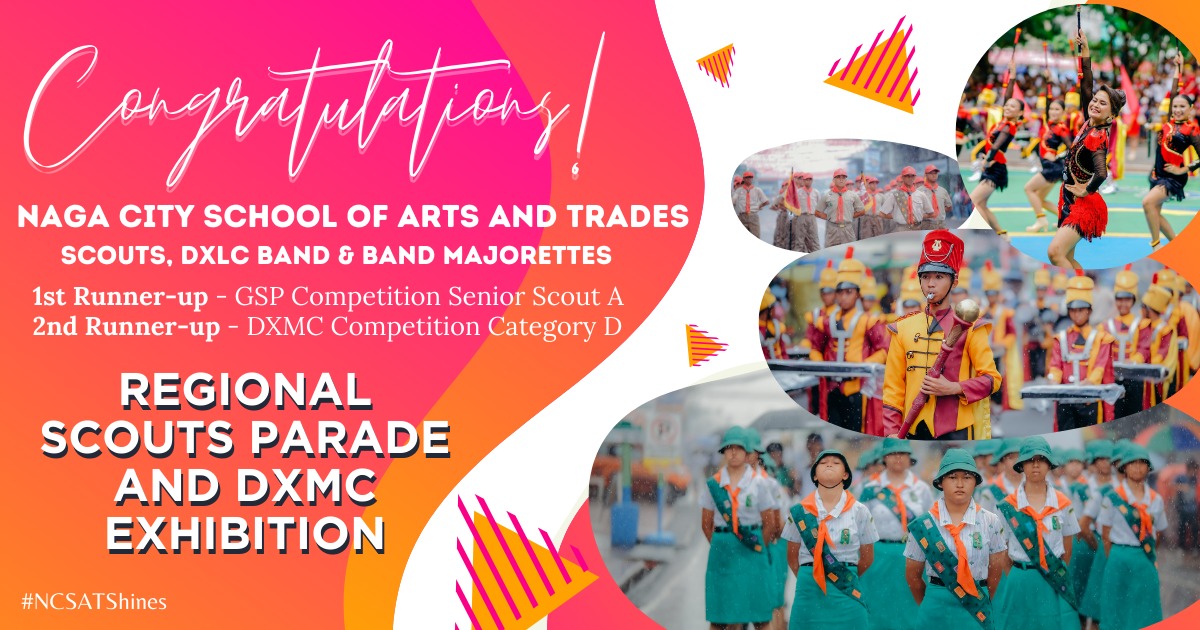 Congratulations!
NAGA CITY SCHOOL OF ARTS AND TRADES
SCOUTS, DXLC BAND & BAND MAJORETTES
1st Runner-up - GSP Competition Senior Scout A
2nd Runner-up - DXMC Competition Category D
REGIONAL
SCOUTS PARADE
AND DXMC
EXHIBITION
#NCSATShines